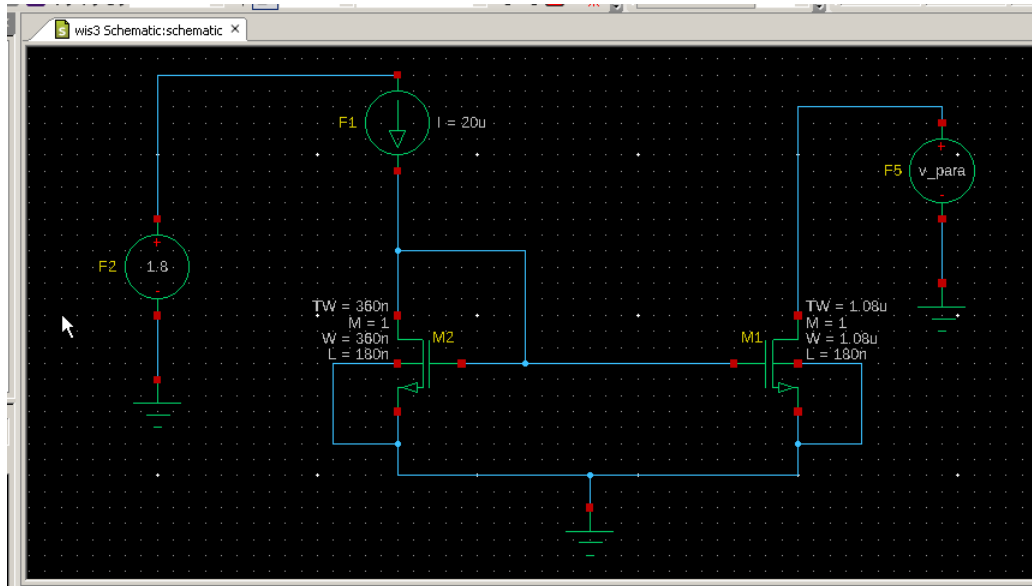 wis3 Schematic:schematic
F1
I = 20u
+
F5
v_para
-
+
F2
1.8
-
TW = 360n
M = 1
W = 360n
L = 180n
M2
TW = 1.08u
M = 1
W = 1.08u
L = 180n
M1